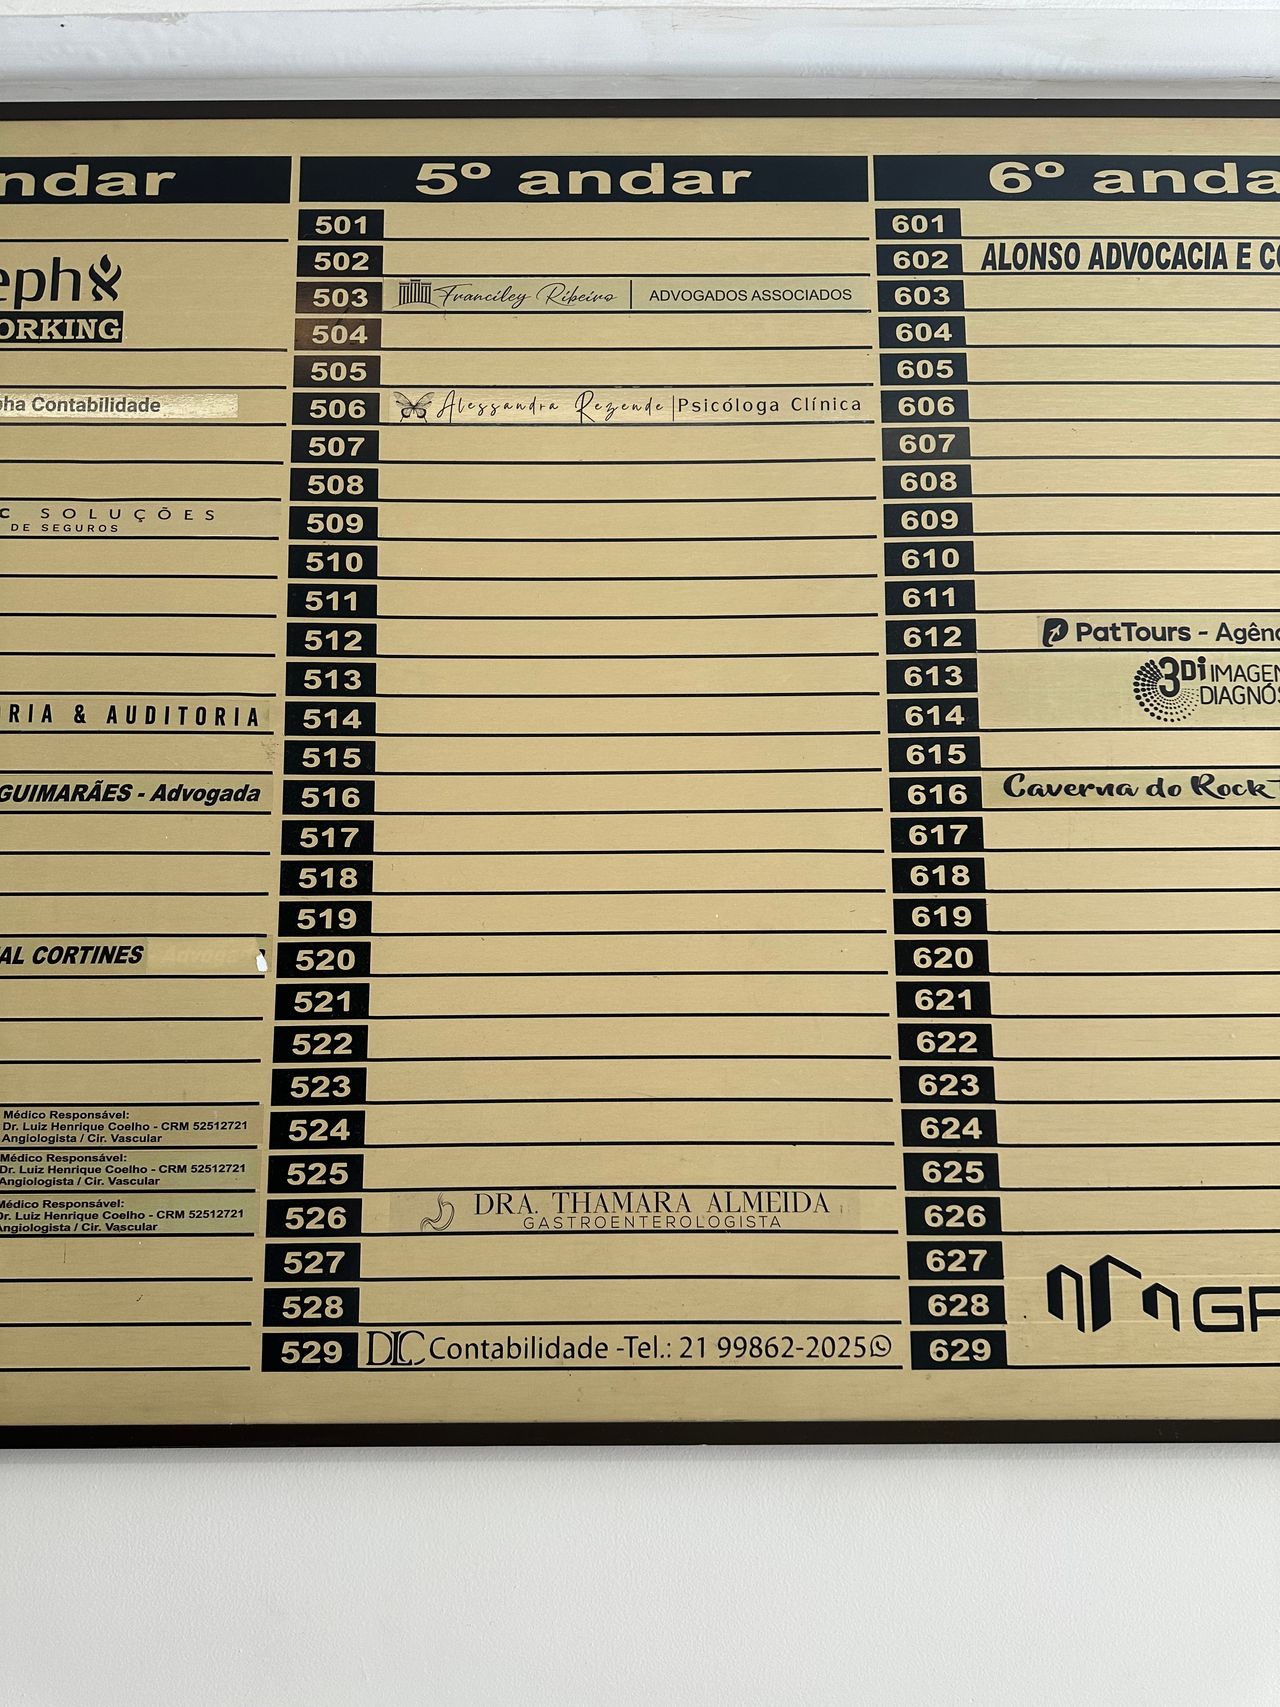 ndar
eph
ORKING
ha Contabilidade
C SOLUÇÕES
DE SEGUROS
RIA & AUDITORIA
GUIMARÃES - Advogada
AL CORTINES
Médico Responsável:
Dr. Luiz Henrique Coelho - CRM 52512721
Angiologista / Cir. Vascular
Médico Responsável:
Dr. Luiz Henrique Coelho - CRM 52512721
Angiologista / Cir. Vascular
Médico Responsável:
Dr. Luiz Henrique Coelho - CRM 52512721
Angiologista / Cir. Vascular
5º andar
501
502
503 Franciley Ribeiro | ADVOGADOS ASSOCIADOS
504
505
506 Alessandra Rezende | Psicóloga Clínica
507
508
509
510
511
512
513
514
515
516
517
518
519
520
521
522
523
524
525
526 DRA. THAMARA ALMEIDA
GASTROENTEROLOGISTA
527
528
529 DLC Contabilidade -Tel.: 21 99862-2025
6º anda
601
602 ALONSO ADVOCACIA E CO
603
604
605
606
607
608
609
610
611
612 PatTours - Agênc
613 3Di IMAGEN
614 DIAGNÓS
615
616 Caverna do Rock
617
618
619
620
621
622
623
624
625
626
627
628 GF
629